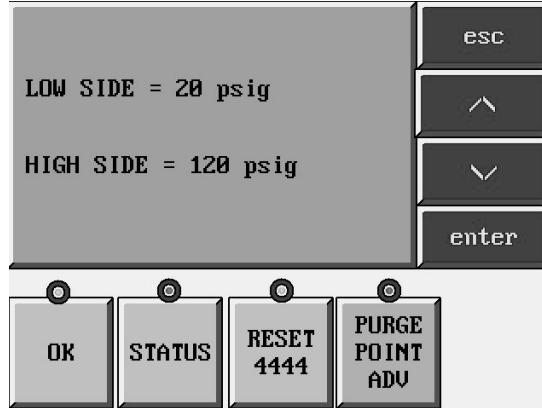 LOW SIDE = 20 psig
HIGH SIDE = 120 psig
esc
enter
OK
STATUS
RESET
4444
PURGE
POINT
ADV